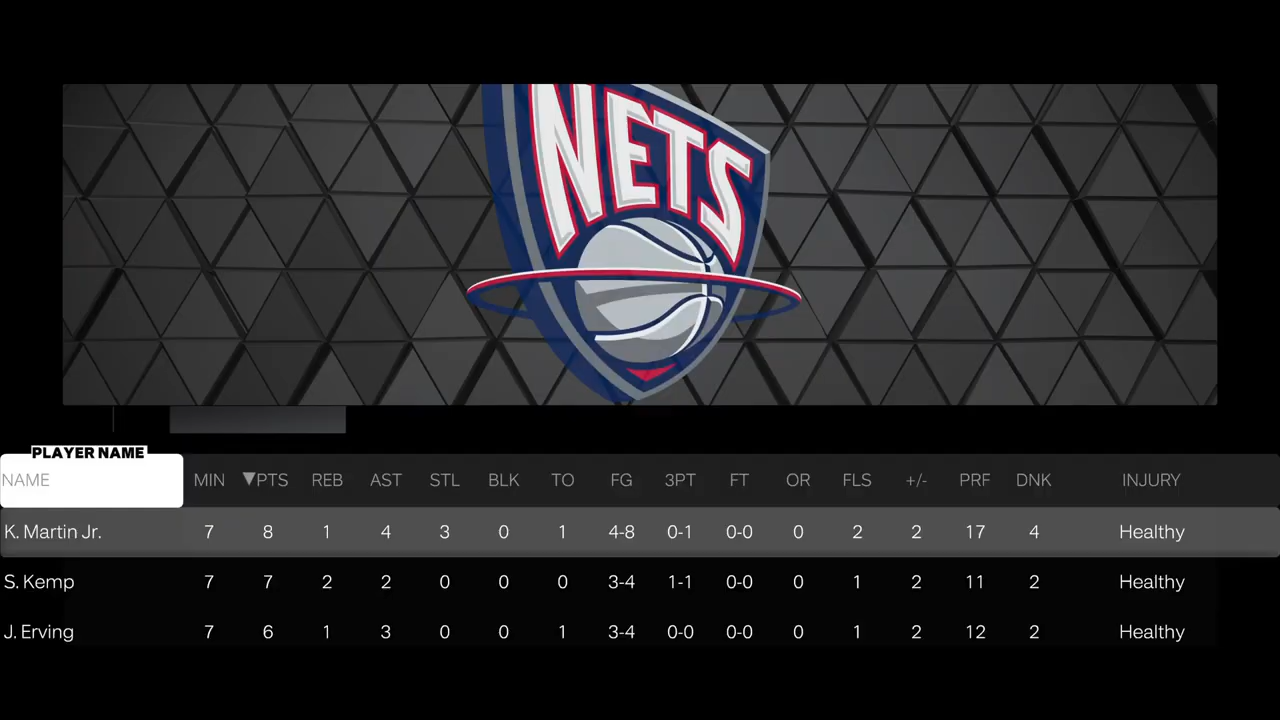 NETS
PLAYER NAME
NAME MIN ▼PTS REB AST STL BLK TO FG 3PT FT OR FLS +/- PRF DNK INJURY
K. Martin Jr. 7 8 1 4 3 0 1 4-8 0-1 0-0 0 2 2 17 4 Healthy
S. Kemp 7 7 2 2 0 0 0 3-4 1-1 0-0 0 1 2 11 2 Healthy
J. Erving 7 6 1 3 0 0 1 3-4 0-0 0-0 0 1 2 12 2 Healthy